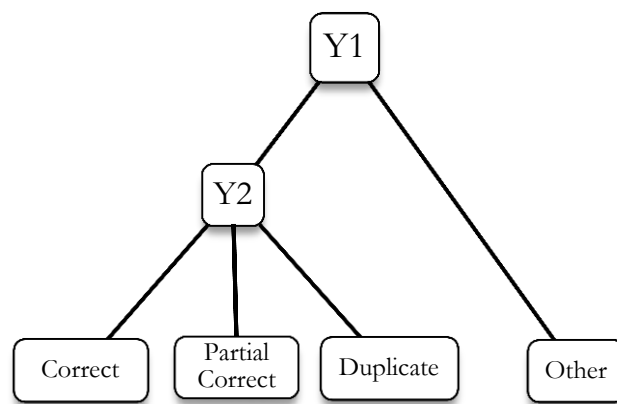 Y1
Y2
Correct
Partial
Correct
Duplicate
Other